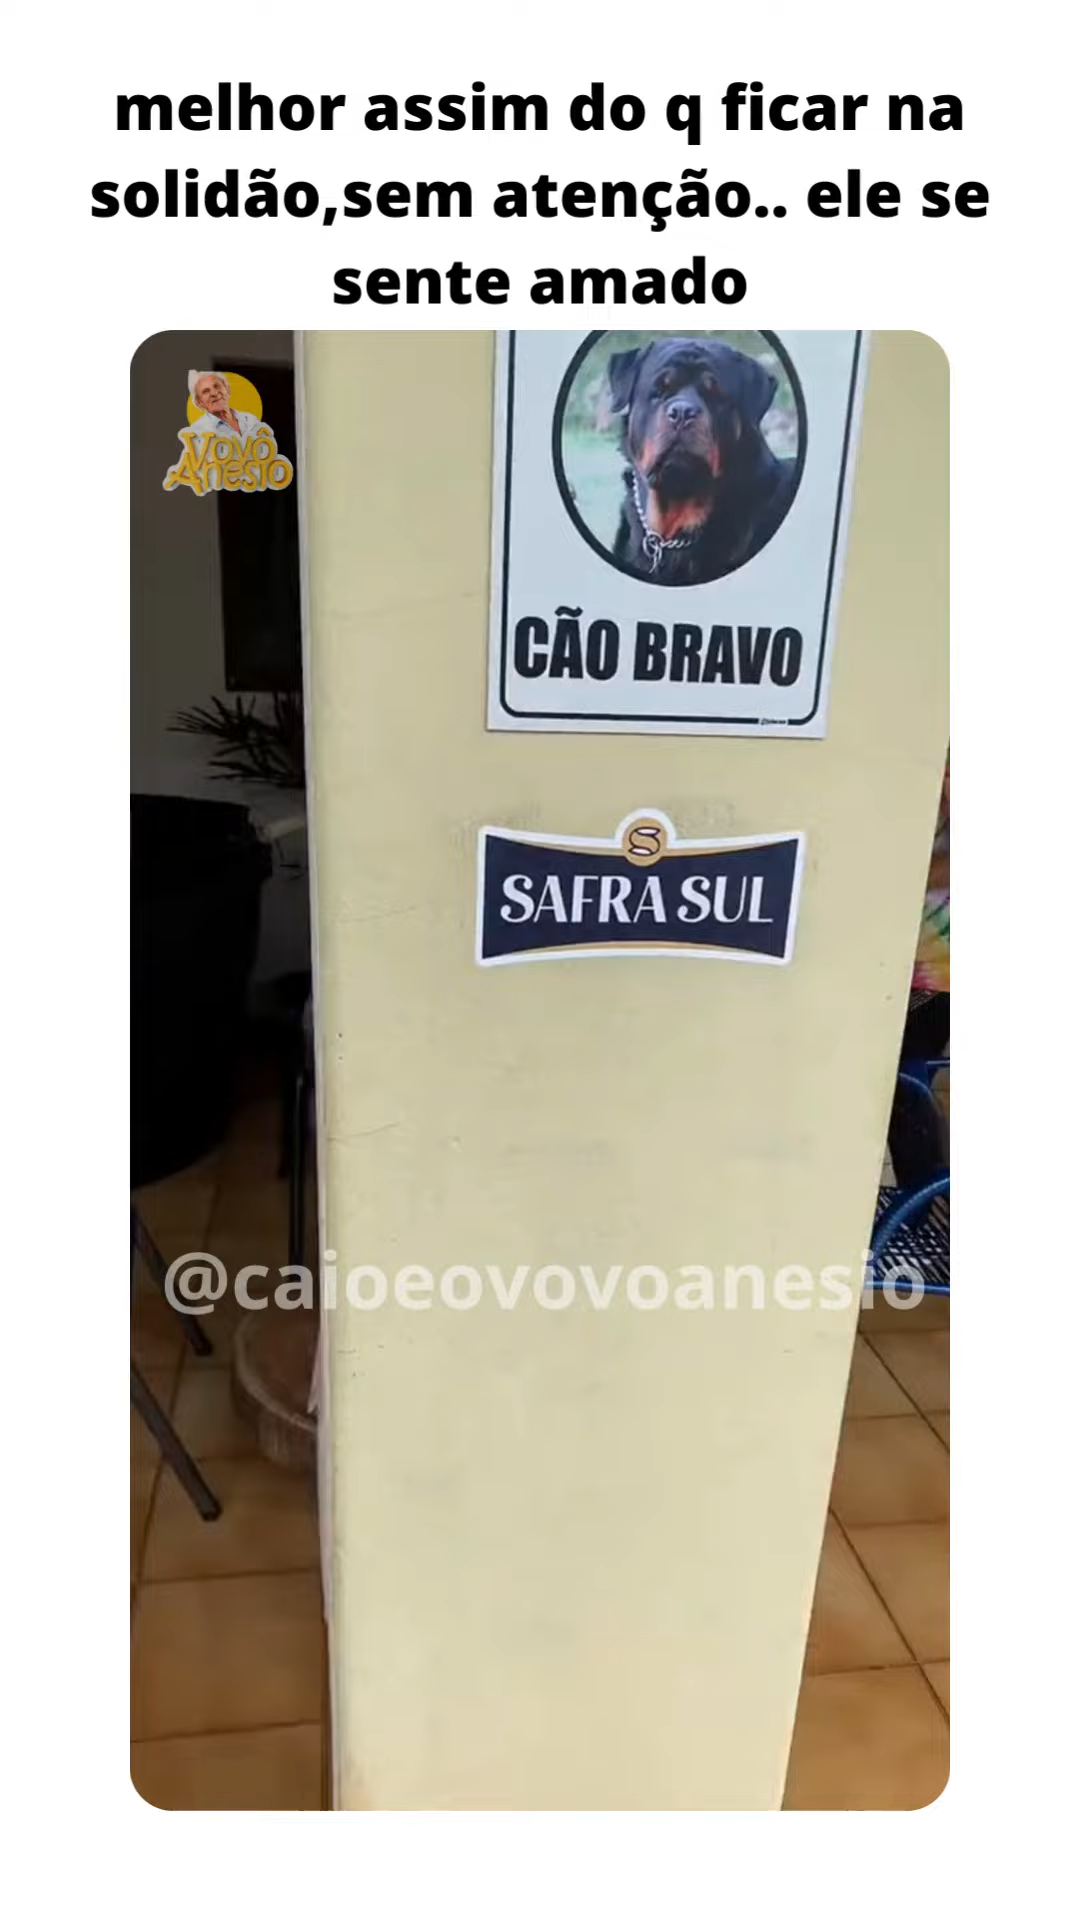 melhor assim do q ficar na
solidão,sem atenção.. ele se
sente amado
Vovô
Anesio
CÃO BRAVO
S
SAFRA SUL
@caioeovovoanesio